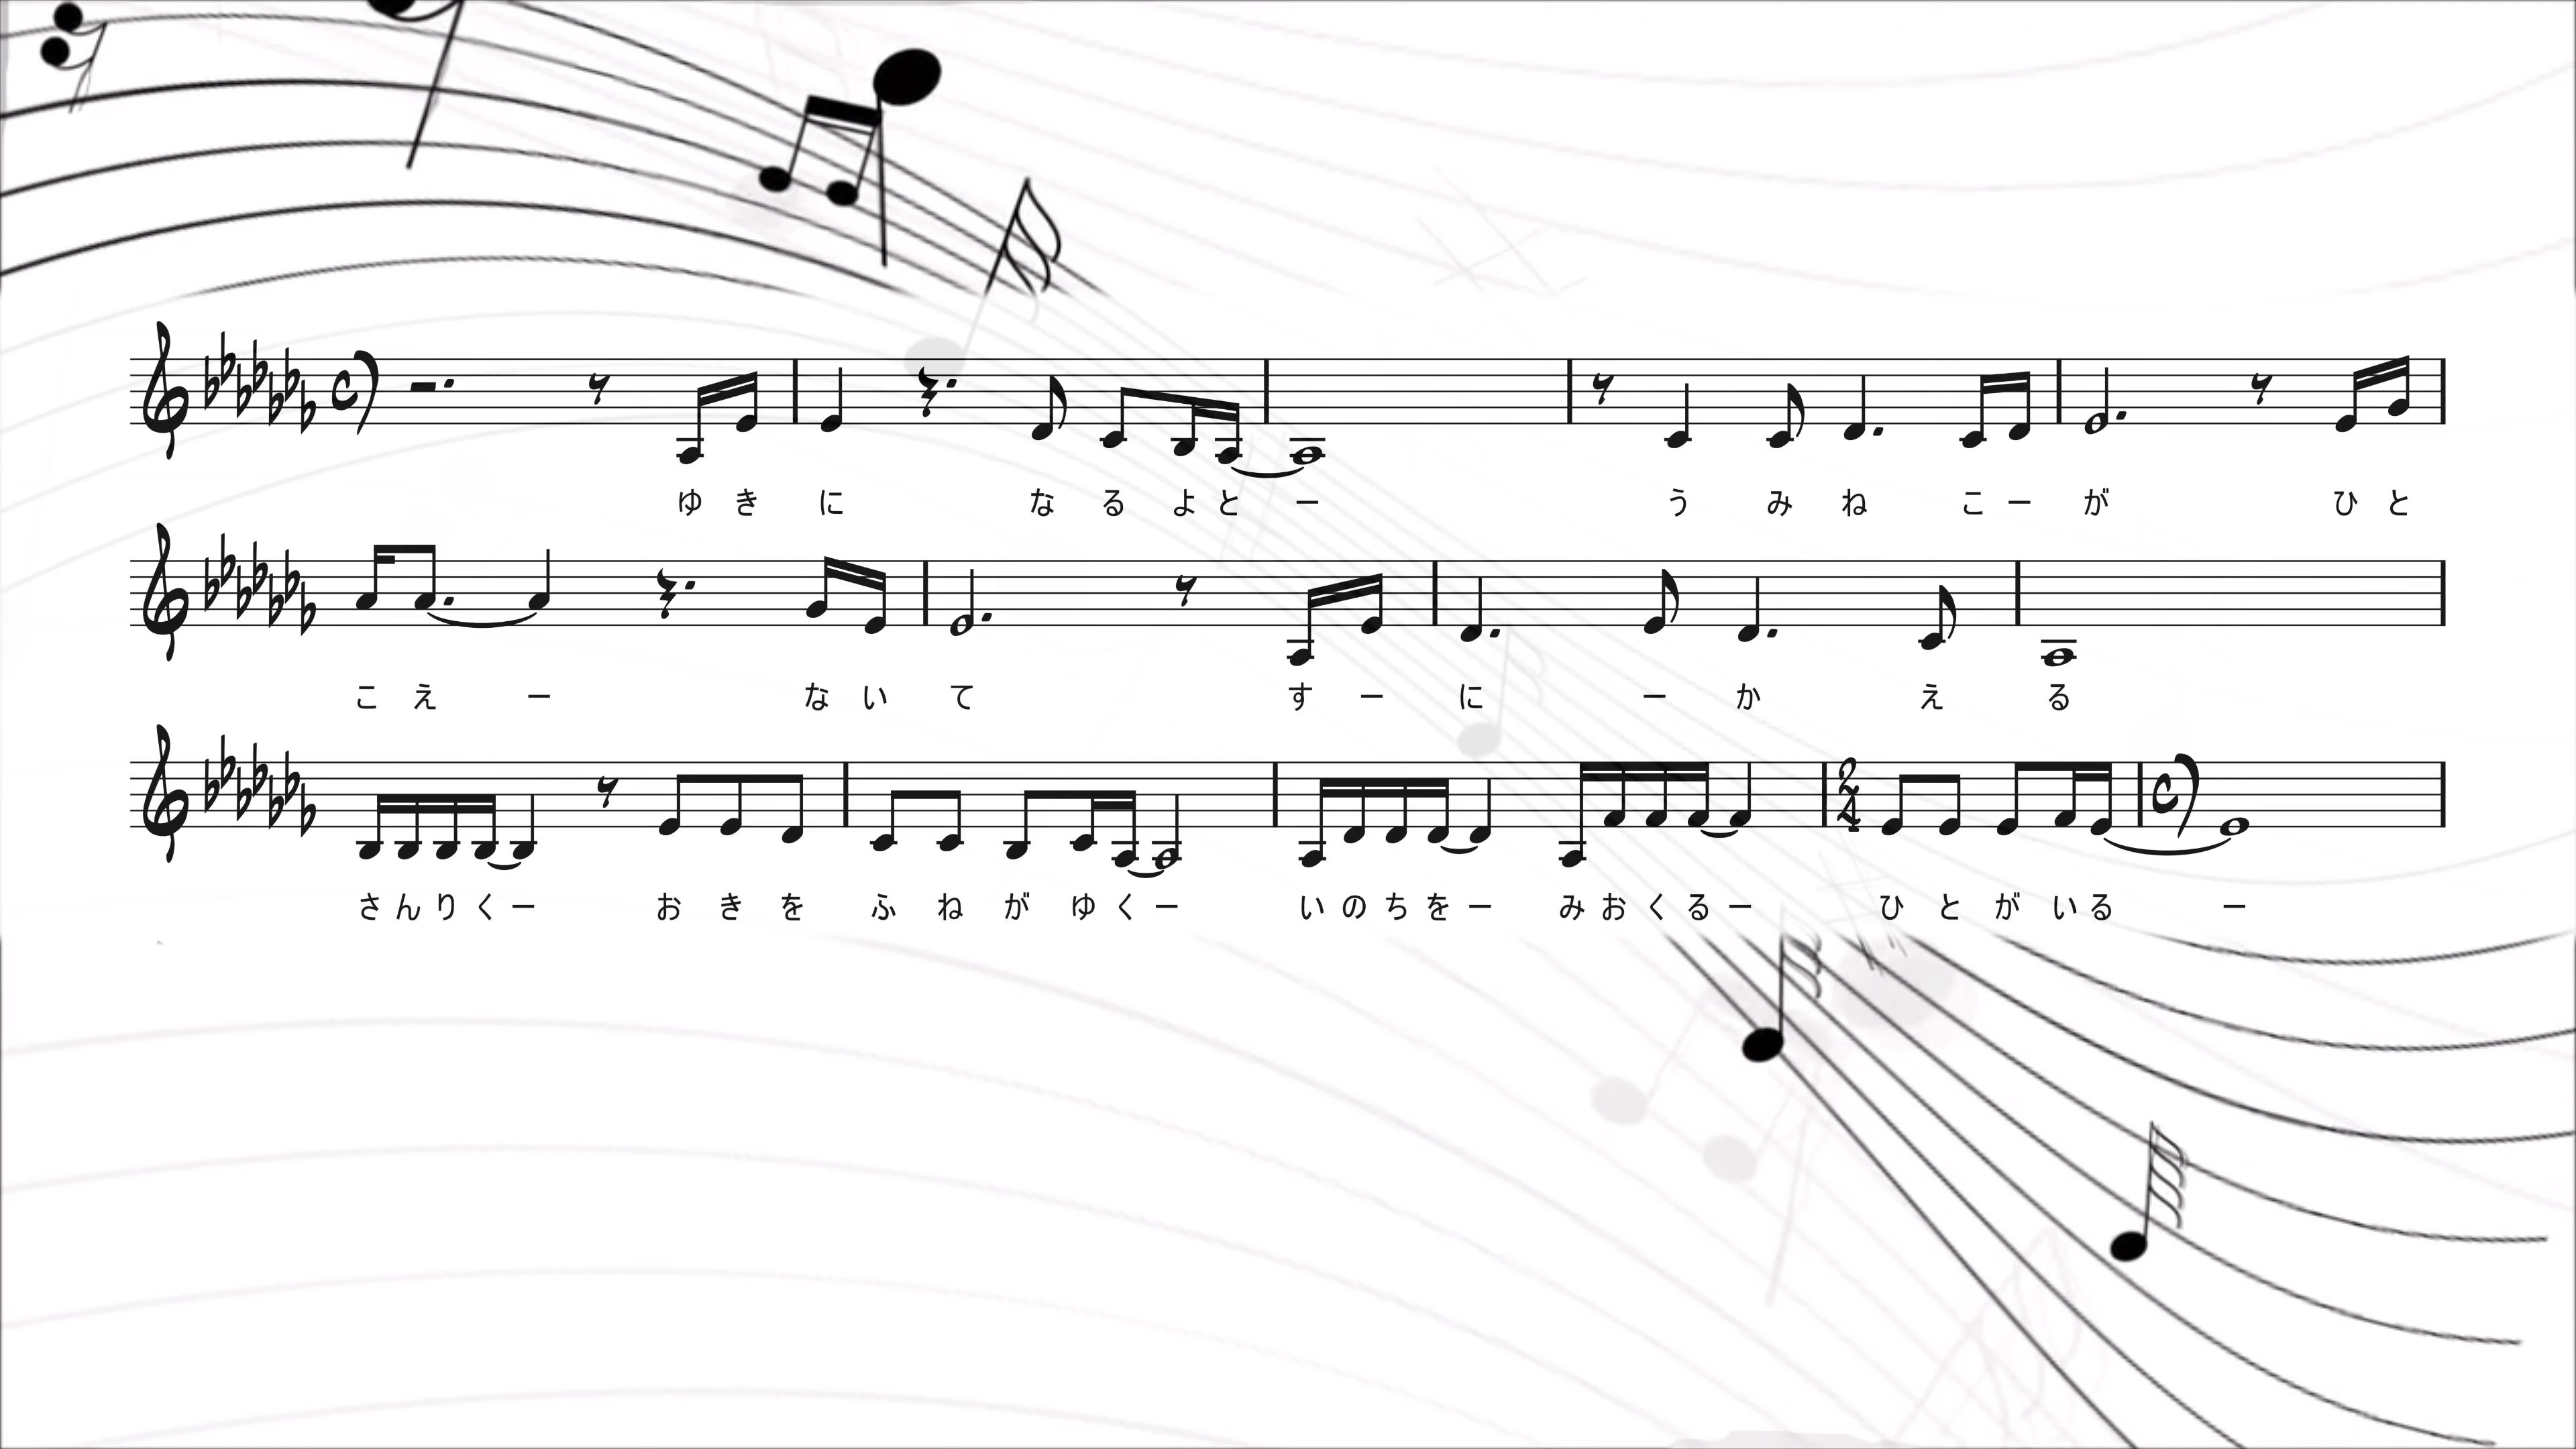 ゆきに なるよとー うみねこーが ひと
こえー ないて すーに ーかえる
さんりくー おきを ふねがゆくー いのちをー みおくるー 2/4 ひとがいる ー